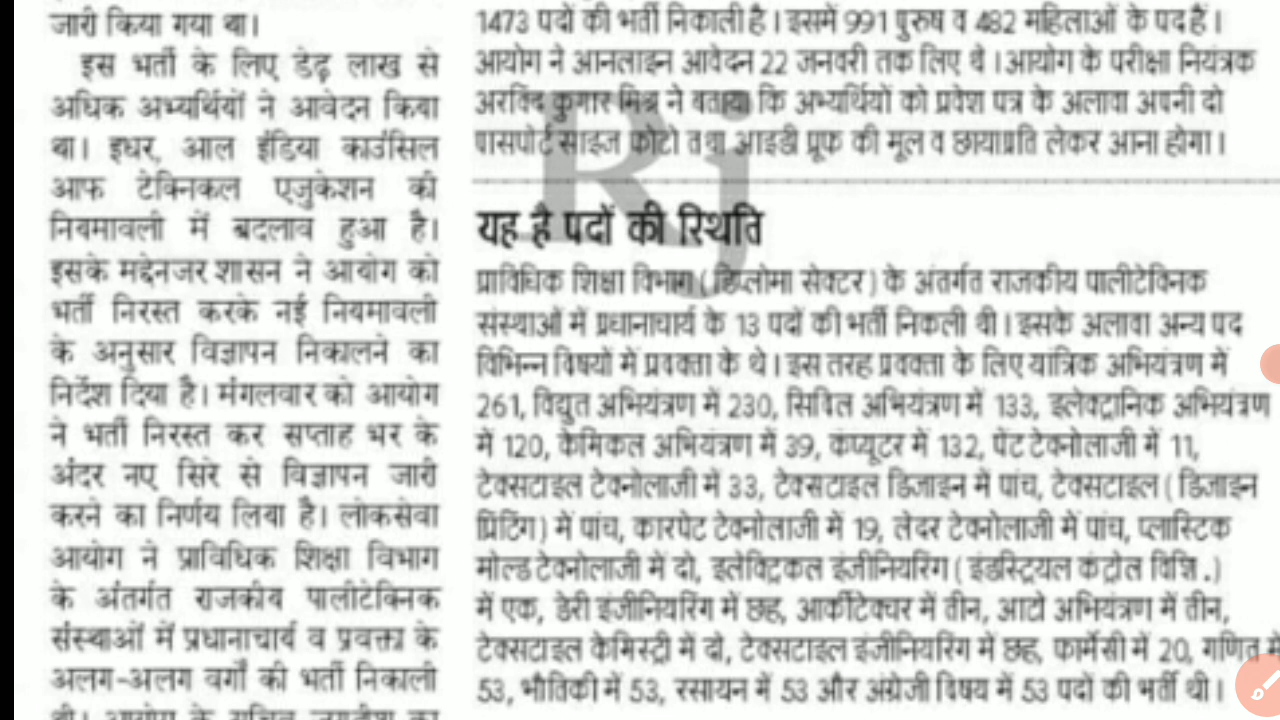 जारी किया गया था।
इस भर्ती के लिए डेढ़ लाख से
अधिक अभ्यर्थियों ने आवेदन किया
था। इधर, आल इंडिया काउंसिल
आफ टेक्निकल एजुकेशन की
नियमावली में बदलाव हुआ है।
इसके मद्देनजर शासन ने आयोग को
भर्ती निरस्त करके नई नियमावली
के अनुसार विज्ञापन निकालने का
निर्देश दिया है। मंगलवार को आयोग
ने भर्ती निरस्त कर सप्ताह भर के
अंदर नए सिरे से विज्ञापन जारी
करने का निर्णय लिया है। लोकसेवा
आयोग ने प्राविधिक शिक्षा विभाग
के अंतर्गत राजकीय पालीटेक्निक
संस्थाओं में प्रधानाचार्य व प्रवक्ता के
अलग-अलग वर्गों की भर्ती निकाली
1473 पदों की भर्ती निकाली है। इसमें 991 पुरुष व 482 महिलाओं के पद हैं।
आयोग ने आनलाइन आवेदन 22 जनवरी तक लिए थे। आयोग के परीक्षा नियंत्रक
अरविंद कुमार मिश्र ने बताया कि अभ्यर्थियों को प्रवेश पत्र के अलावा अपनी दो
पासपोर्ट साइज फोटो तथा आइडी प्रूफ की मूल व छायाप्रति लेकर आना होगा।
Rj
यह है पदों की स्थिति
प्राविधिक शिक्षा विभाग (डिप्लोमा सेक्टर) के अंतर्गत राजकीय पालीटेक्निक
संस्थाओं में प्रधानाचार्य के 13 पदों की भर्ती निकली थी। इसके अलावा अन्य पद
विभिन्न विषयों में प्रवक्ता के थे। इस तरह प्रवक्ता के लिए यांत्रिक अभियंत्रण में
261, विद्युत अभियंत्रण में 230, सिविल अभियंत्रण में 133, इलेक्ट्रानिक अभियंत्रण
में 120, केमिकल अभियंत्रण में 39, कंप्यूटर में 132, पेंट टेक्नोलाजी में 11,
टेक्सटाइल टेक्नोलाजी में 33, टेक्सटाइल डिजाइन में पांच, टेक्सटाइल (डिजाइन
प्रिंटिंग) में पांच, कारपेट टेक्नोलाजी में 19, लेदर टेक्नोलाजी में पांच, प्लास्टिक
मोल्ड टेक्नोलाजी में दो, इलेक्ट्रिकल इंजीनियरिंग (इंडस्ट्रियल कंट्रोल विशि.)
में एक, डेरी इंजीनियरिंग में छह, आर्कीटेक्चर में तीन, आटो अभियंत्रण में तीन,
टेक्सटाइल केमिस्ट्री में दो, टेक्सटाइल इंजीनियरिंग में छह, फार्मेसी में 20, गणित में
53, भौतिकी में 53, रसायन में 53 और अंग्रेजी विषय में 53 पदों की भर्ती थी।